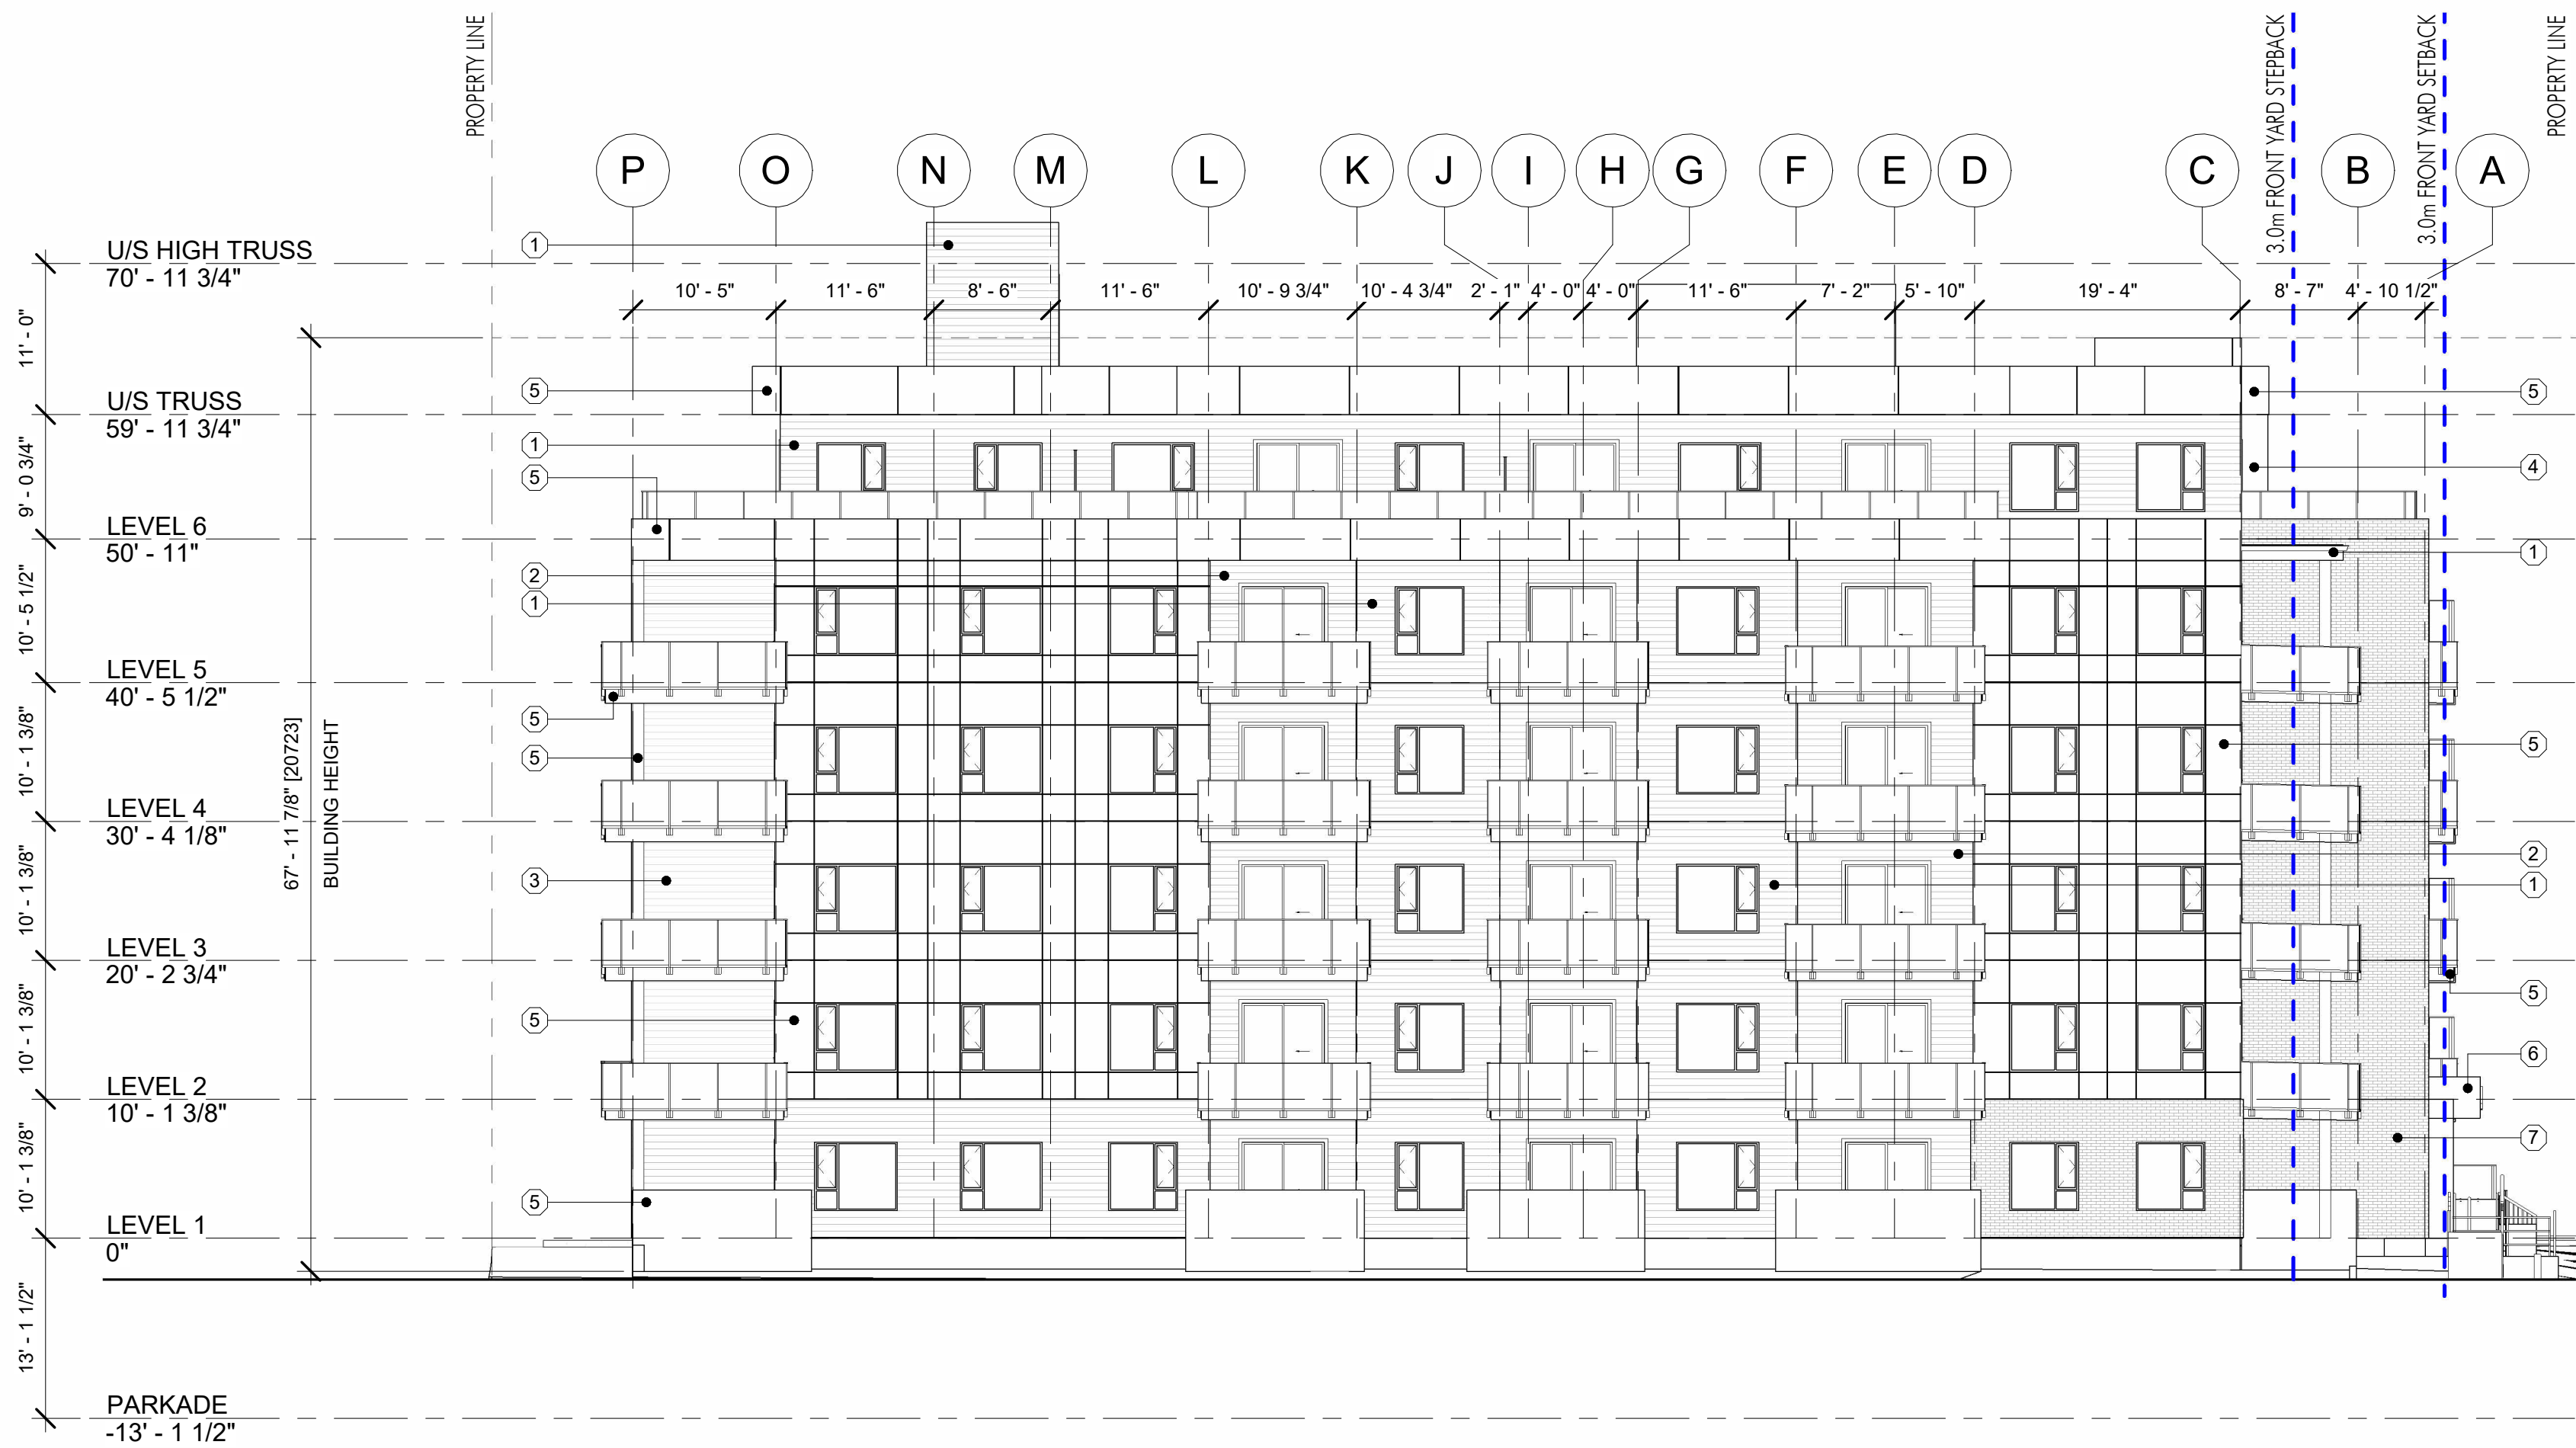 PROPERTY LINE
3.0m FRONT YARD STEPBACK
3.0m FRONT YARD SETBACK
PROPERTY LINE
P O N M L K J I H G F E D C B A
10' - 5" 11' - 6" 8' - 6" 11' - 6" 10' - 9 3/4" 10' - 4 3/4" 2' - 1" 4' - 0" 4' - 0" 11' - 6" 7' - 2" 5' - 10" 19' - 4" 8' - 7" 4' - 10 1/2"
U/S HIGH TRUSS
70' - 11 3/4"
11' - 0"
U/S TRUSS
59' - 11 3/4"
9' - 0 3/4"
LEVEL 6
50' - 11"
10' - 5 1/2"
LEVEL 5
40' - 5 1/2"
10' - 1 3/8"
LEVEL 4
30' - 4 1/8"
10' - 1 3/8"
LEVEL 3
20' - 2 3/4"
10' - 1 3/8"
LEVEL 2
10' - 1 3/8"
10' - 1 3/8"
LEVEL 1
0"
13' - 1 1/2"
PARKADE
-13' - 1 1/2"
67' - 11 7/8" [20723]
BUILDING HEIGHT
1
5
1
5
2
1
5
5
3
5
5
5
4
1
5
2
1
5
6
7